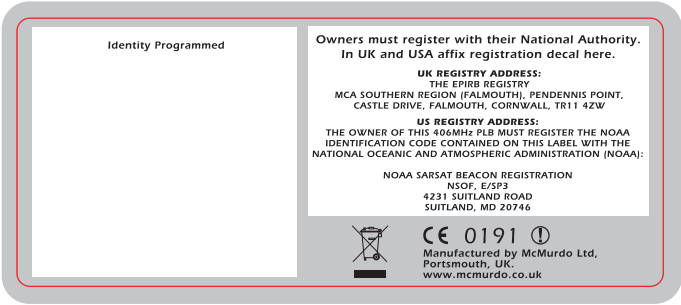 Identity Programmed
Owners must register with their National Authority.
In UK and USA affix registration decal here.
UK REGISTRY ADDRESS:
THE EPIRB REGISTRY
MCA SOUTHERN REGION (FALMOUTH), PENDENNIS POINT,
CASTLE DRIVE, FALMOUTH, CORNWALL, TR11 4ZW
US REGISTRY ADDRESS:
THE OWNER OF THIS 406MHz PLB MUST REGISTER THE NOAA
IDENTIFICATION CODE CONTAINED ON THIS LABEL WITH THE
NATIONAL OCEANIC AND ATMOSPHERIC ADMINISTRATION (NOAA):
NOAA SARSAT BEACON REGISTRATION
NSOF, E/SP3
4231 SUITLAND ROAD
SUITLAND, MD 20746
CE 0191
Manufactured by McMurdo Ltd,
Portsmouth, UK.
www.mcmurdo.co.uk